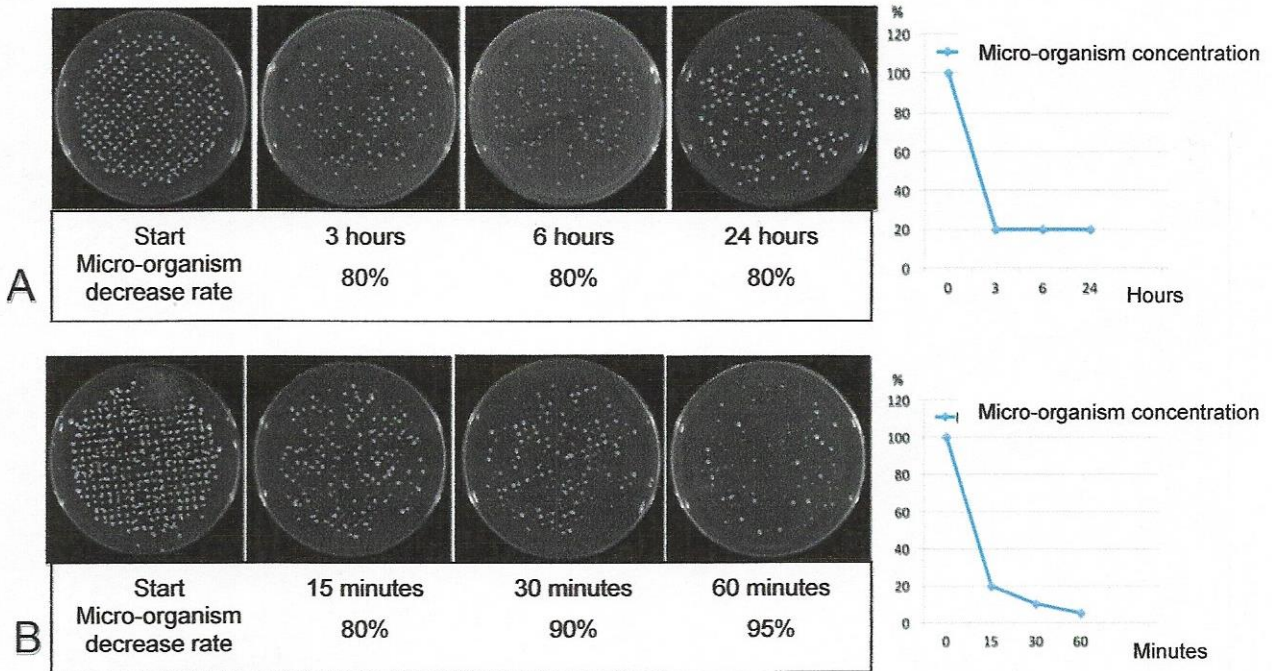 Start 3 hours 6 hours 24 hours
Micro-organism
decrease rate 80% 80% 80%
A
%
120
100
80
60
40
20
0
0 3 6 24
Micro-organism concentration
Hours
Start 15 minutes 30 minutes 60 minutes
Micro-organism
decrease rate 80% 90% 95%
B
%
120
100
80
60
40
20
0
0 15 30 60
Micro-organism concentration
Minutes